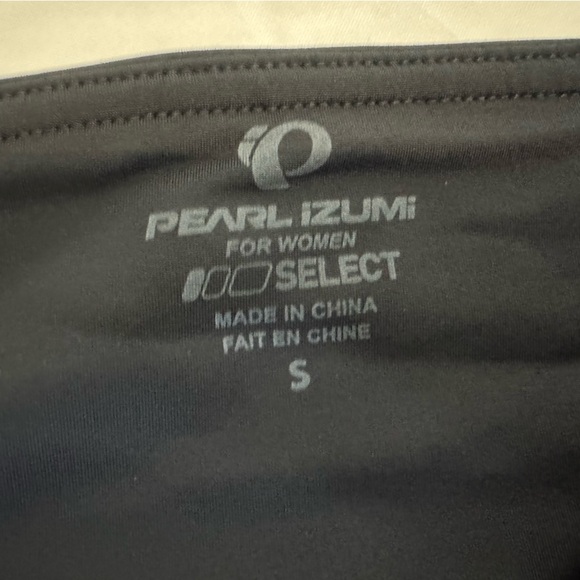 PEARL iZUMi
FOR WOMEN
SELECT
MADE IN CHINA
FAIT EN CHINE
S